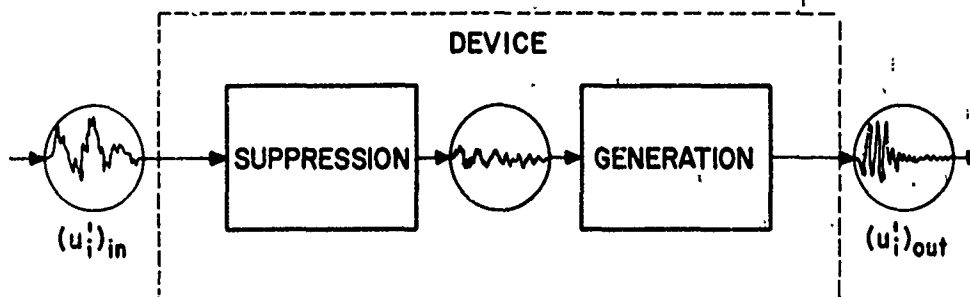 DEVICE
SUPPRESSION
GENERATION
(u'i)in
(u'i)out